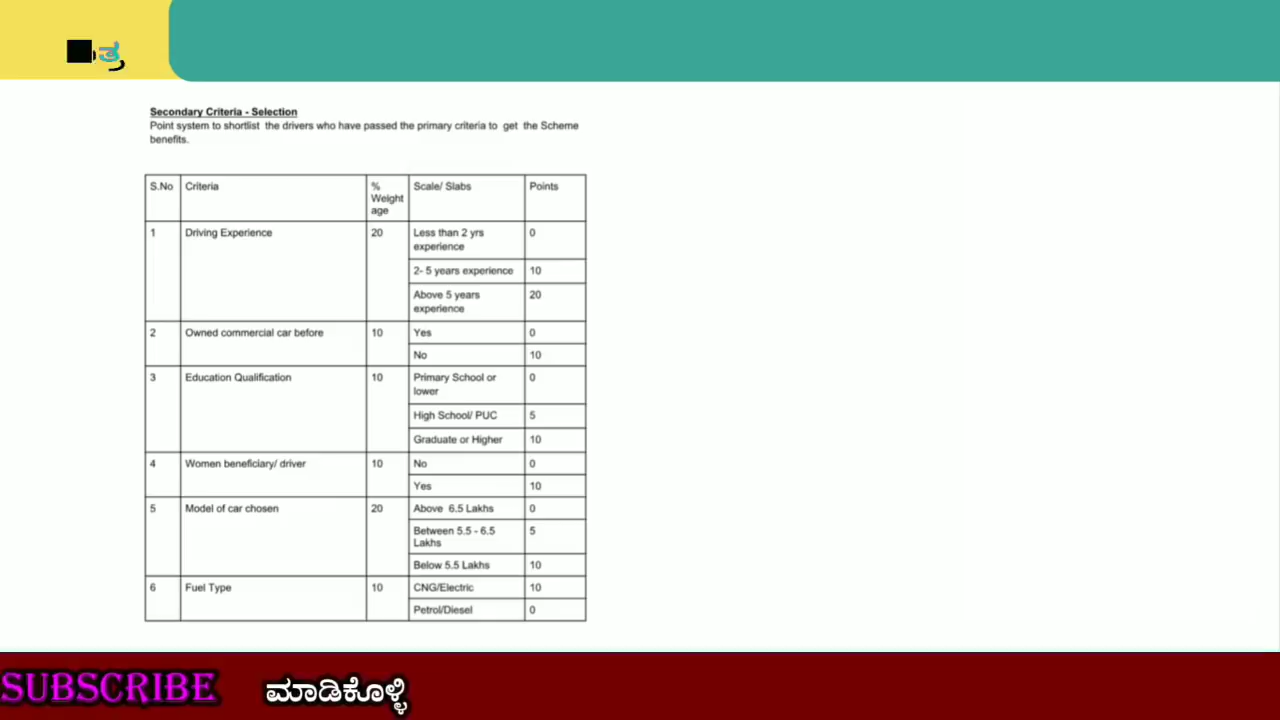 Secondary Criteria - Selection
Point system to shortlist the drivers who have passed the primary criteria to get the Scheme
benefits.
S.No Criteria % Weight age Scale/ Slabs Points
1 Driving Experience 20 Less than 2 yrs experience 0
2- 5 years experience 10
Above 5 years experience 20
2 Owned commercial car before 10 Yes 0
No 10
3 Education Qualification 10 Primary School or lower 0
High School/ PUC 5
Graduate or Higher 10
4 Women beneficiary/ driver 10 No 0
Yes 10
5 Model of car chosen 20 Above 6.5 Lakhs 0
Between 5.5 - 6.5 Lakhs 5
Below 5.5 Lakhs 10
6 Fuel Type 10 CNG/Electric 10
Petrol/Diesel 0
SUBSCRIBE ಮಾಡಿಕೊಳ್ಳಿ